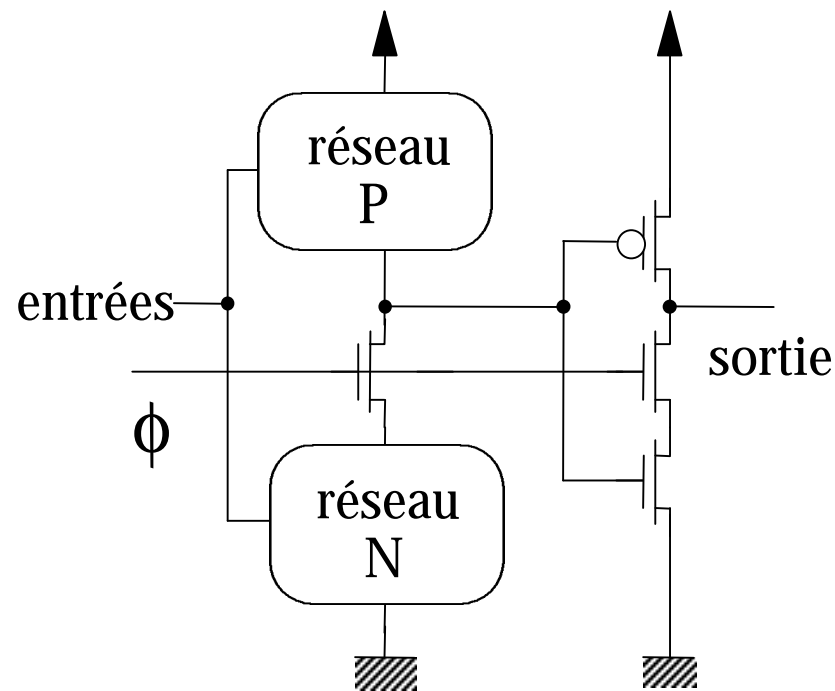 réseau
P
entrées
sortie
ϕ
réseau
N